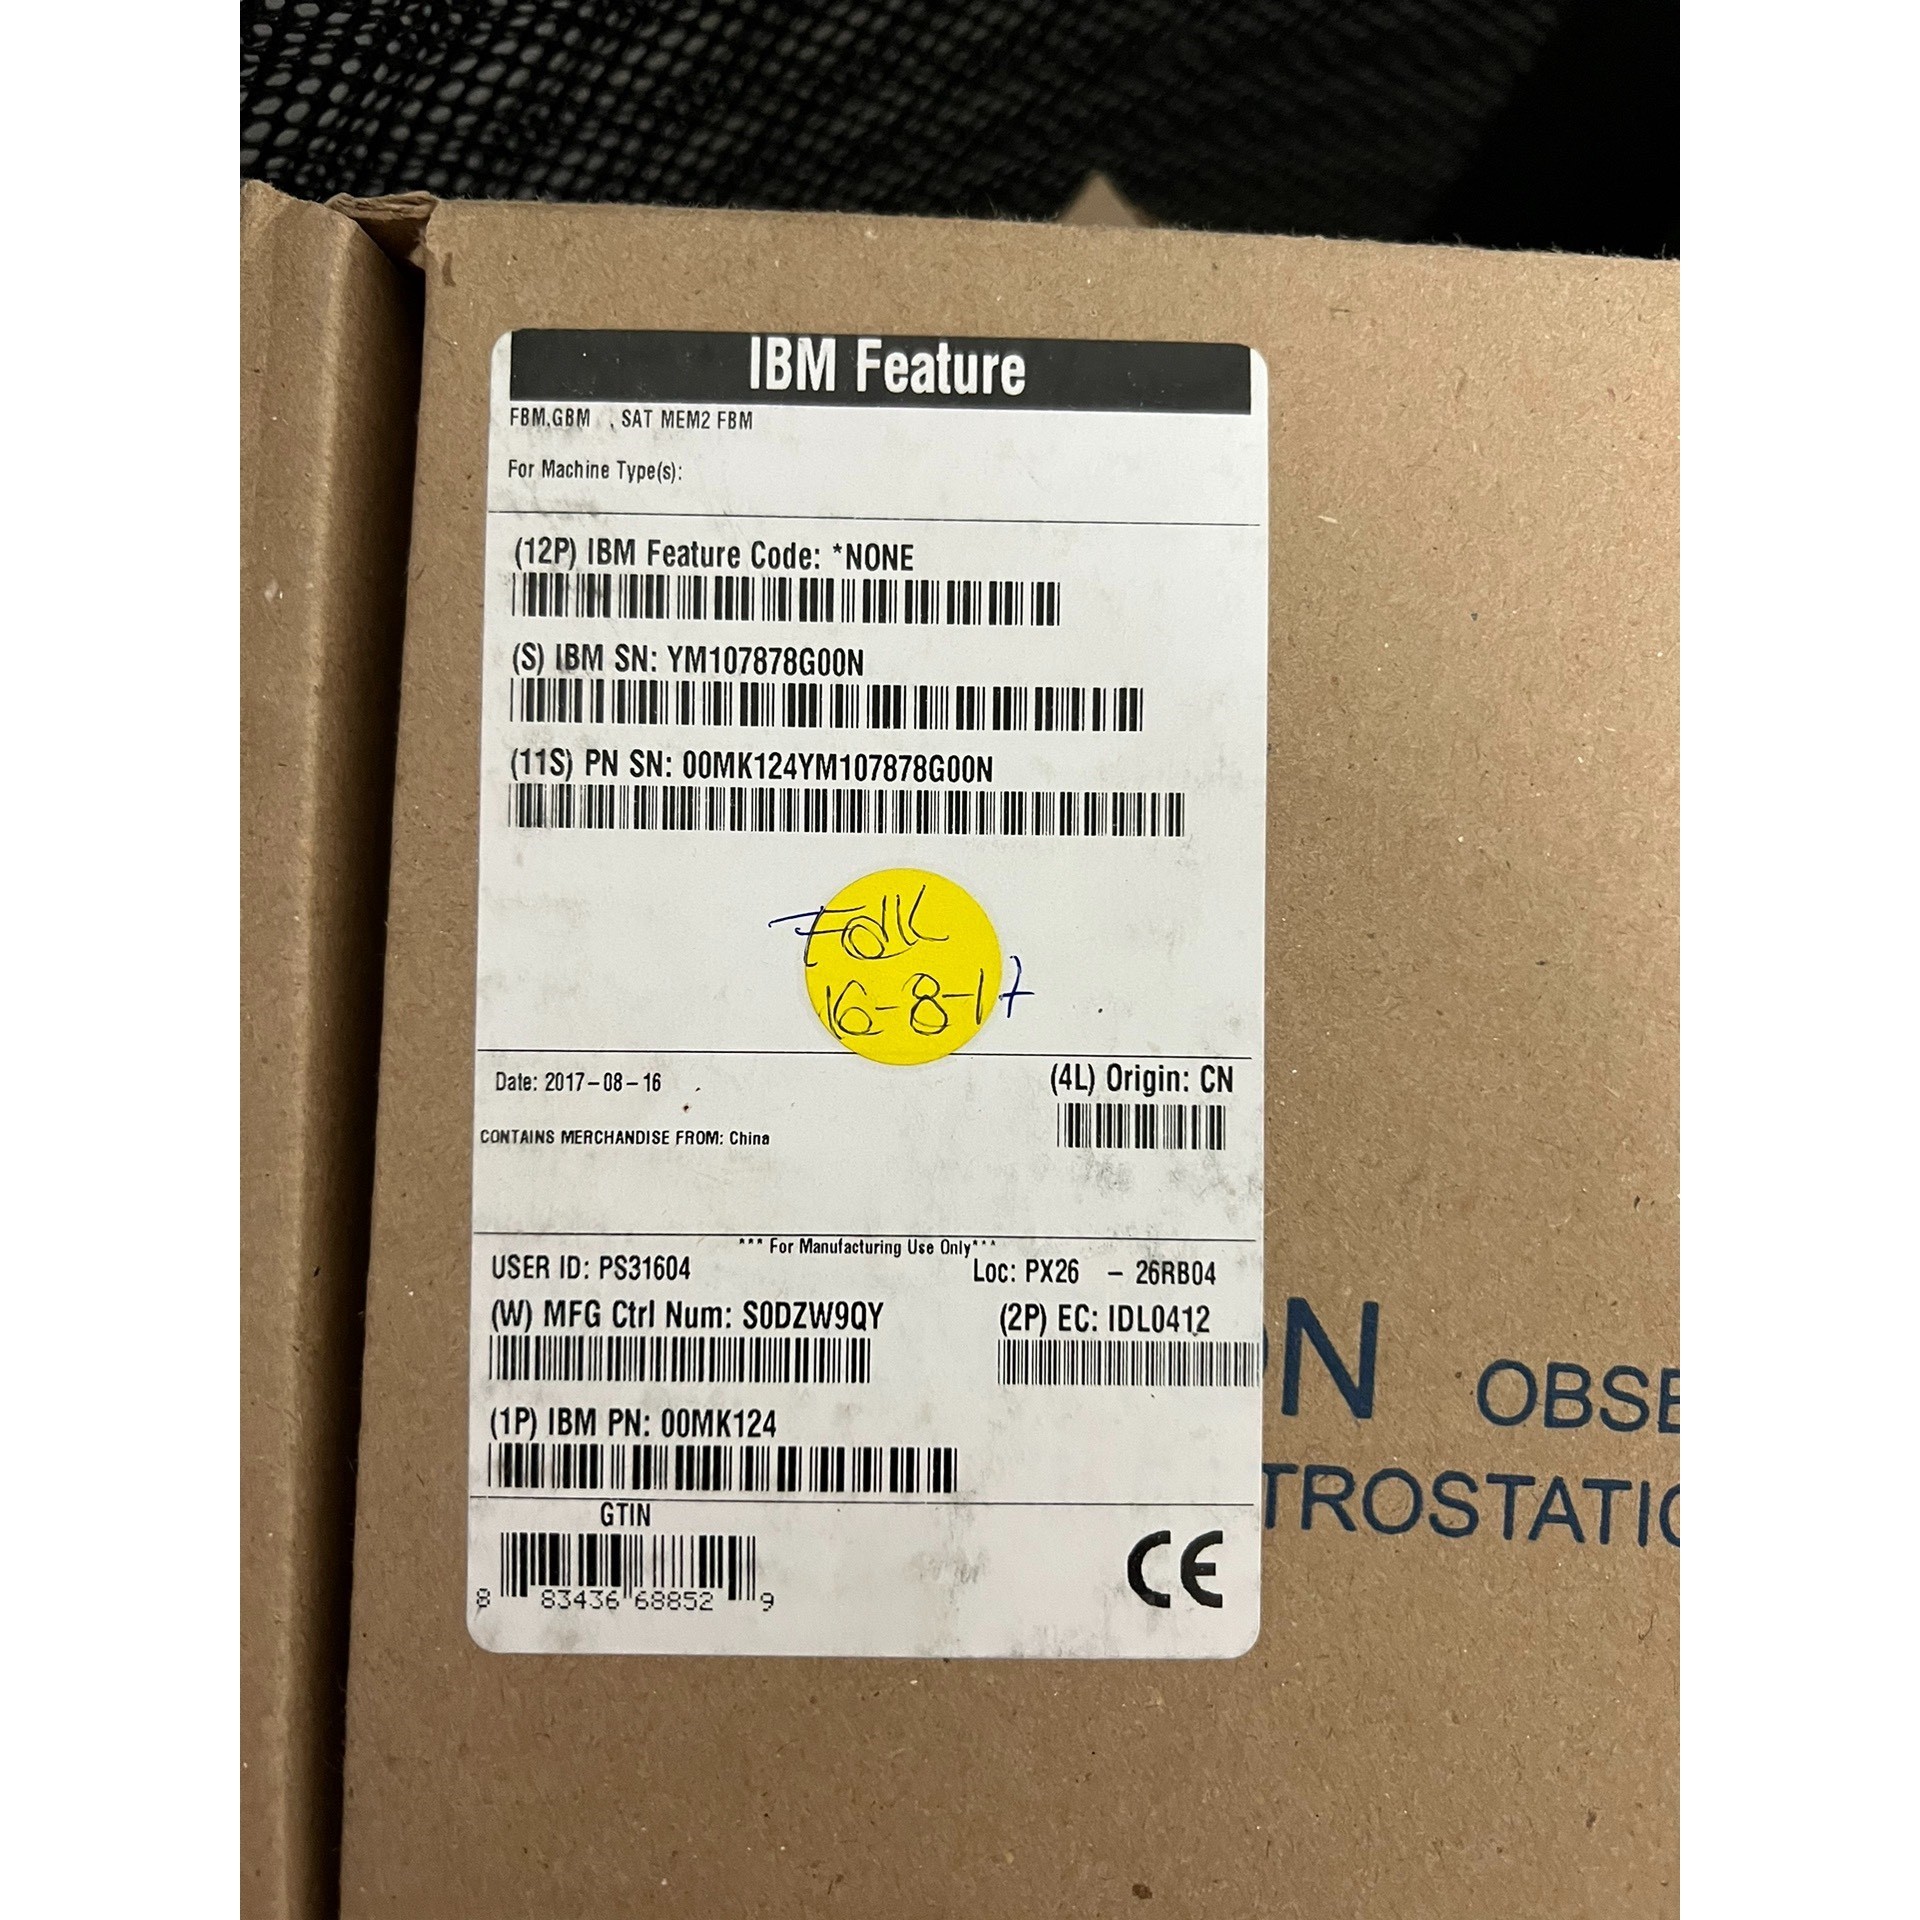 IBM Feature
FBM,GBM , SAT MEM2 FBM
For Machine Type(s):
(12P) IBM Feature Code: *NONE
(S) IBM SN: YM107878G00N
(11S) PN SN: 00MK124YM107878G00N
16-8-17
Date: 2017-08-16
(4L) Origin: CN
CONTAINS MERCHANDISE FROM: China
*** For Manufacturing Use Only***
USER ID: PS31604 Loc: PX26 - 26RB04
(W) MFG Ctrl Num: S0DZW9QY (2P) EC: IDL0412
(1P) IBM PN: 00MK124
GTIN
8 83436 68852 9
CE
N OBSE
TROSTATIC